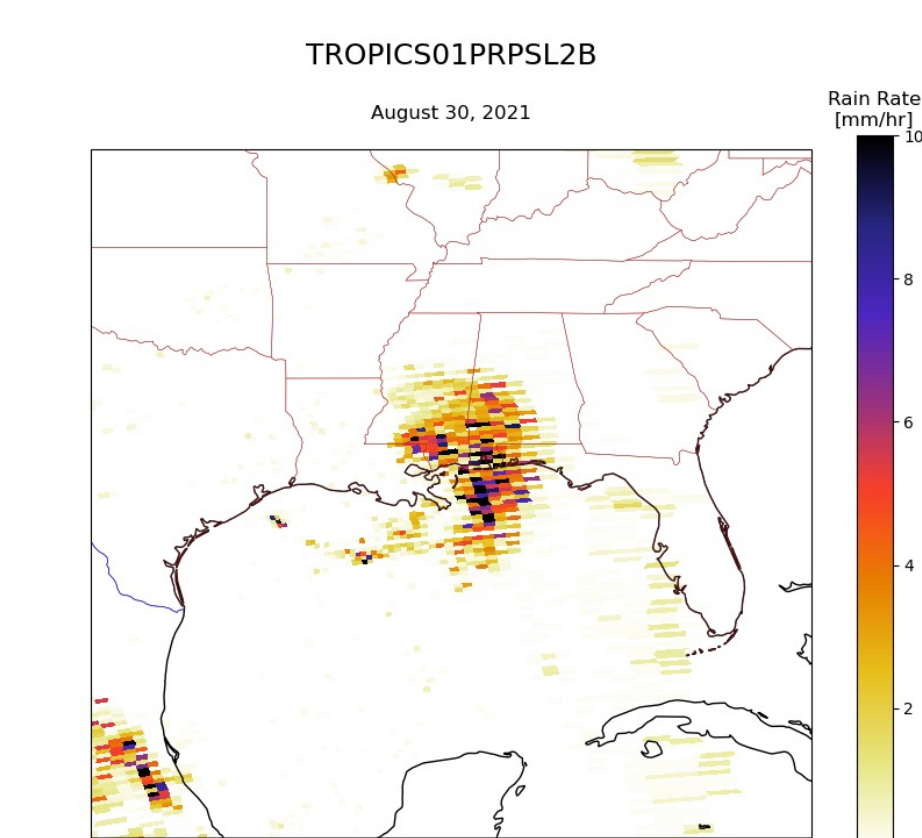 TROPICS01PRPSL2B
August 30, 2021
Rain Rate
[mm/hr]
10
8
6
4
2